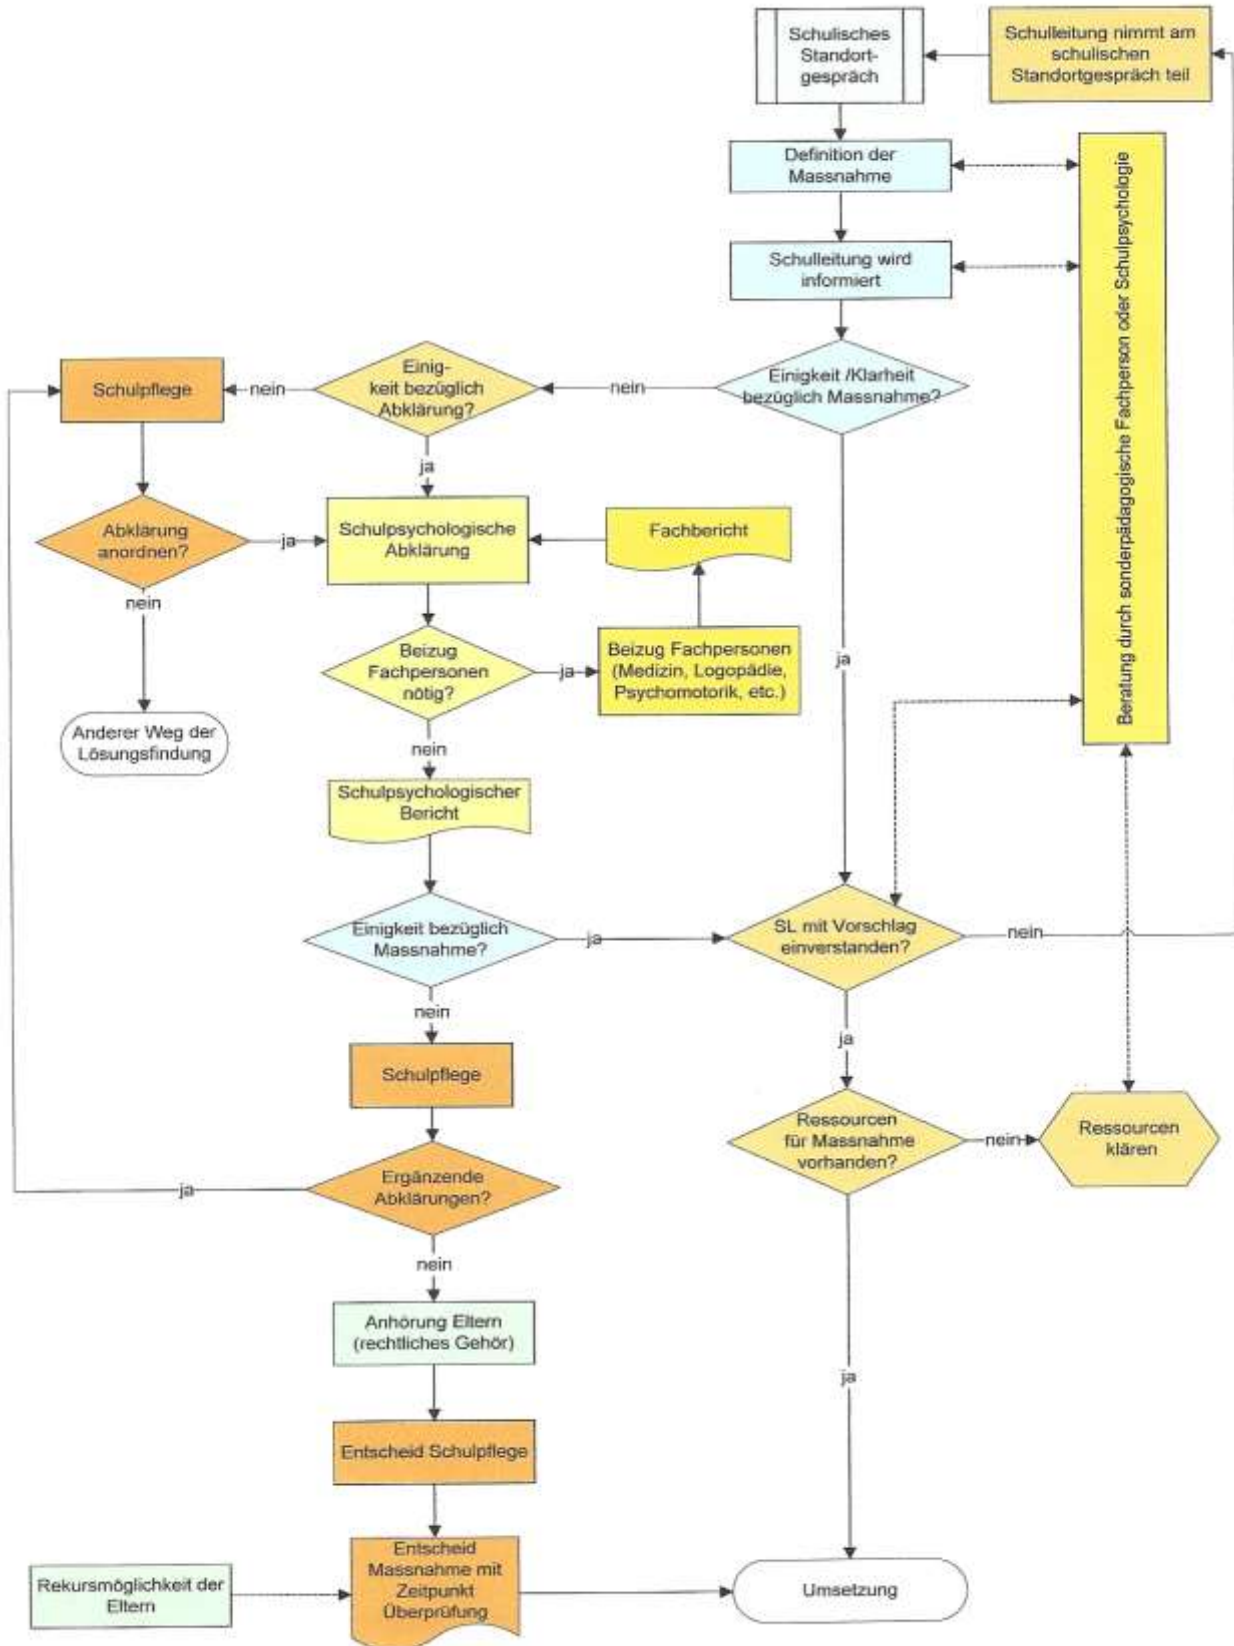 Schulisches
Standort-
gespräch
Schulleitung nimmt am
schulischen
Standortgespräch teil
Definition der
Massnahme
Schulleitung wird
informiert
Beratung durch sonderpädagogische Fachperson oder Schulpsychologie
Schulpflege
nein
Einig-
keit bezüglich
Abklärung?
nein
Einigkeit /Klarheit
bezüglich Massnahme?
ja
Abklärung
anordnen?
ja
Schulpsychologische
Abklärung
Fachbericht
nein
Beizug
Fachpersonen
nötig?
ja
Beizug Fachpersonen
(Medizin, Logopädie,
Psychomotorik, etc.)
ja
Anderer Weg der
Lösungsfindung
nein
Schulpsychologischer
Bericht
Einigkeit bezüglich
Massnahme?
ja
SL mit Vorschlag
einverstanden?
nein
nein
ja
Schulpflege
Ressourcen
für Massnahme
vorhanden?
nein
Ressourcen
klären
ja
Ergänzende
Abklärungen?
nein
Anhörung Eltern
(rechtliches Gehör)
ja
Entscheid Schulpflege
Rekursmöglichkeit der
Eltern
Entscheid
Massnahme mit
Zeitpunkt
Überprüfung
Umsetzung